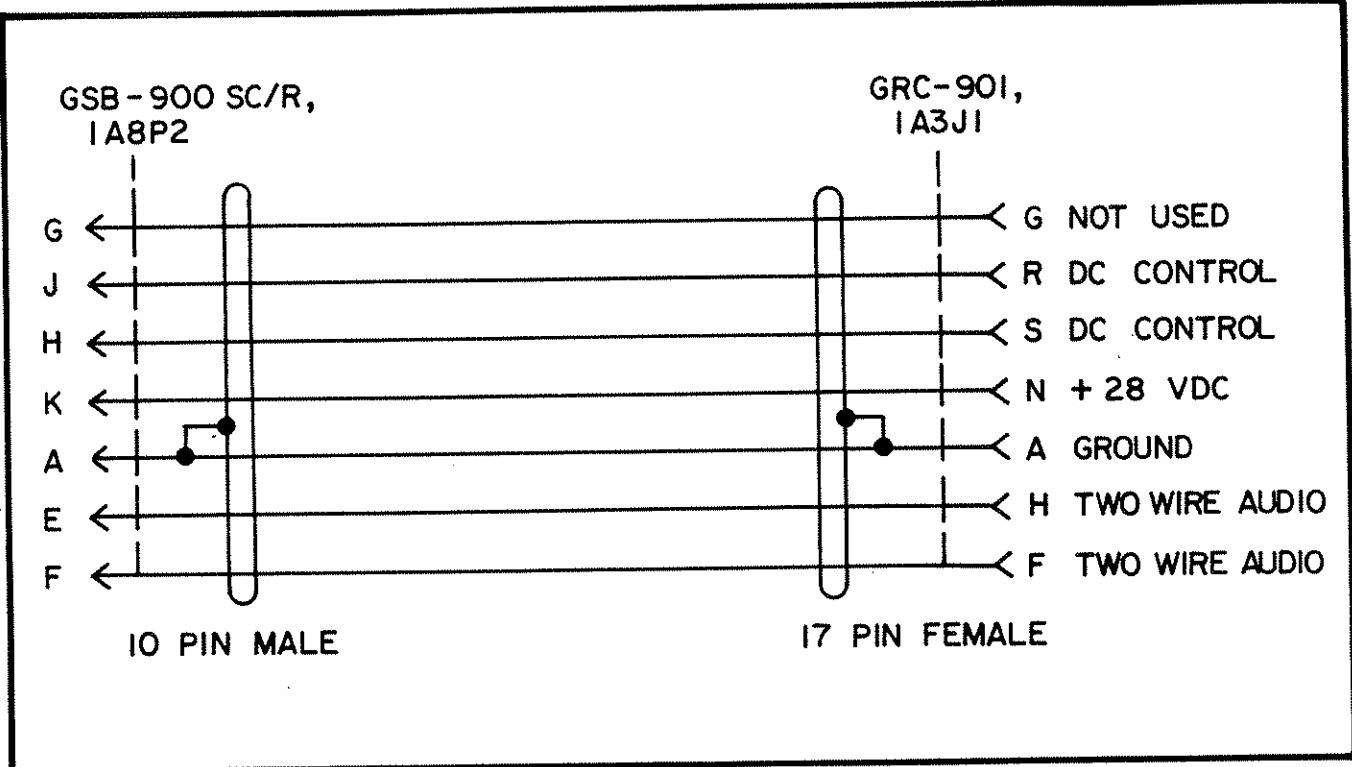 GSB-900 SC/R,
1A8P2
GRC-901,
1A3J1
G G NOT USED
J R DC CONTROL
H S DC CONTROL
K N +28 VDC
A A GROUND
E H TWO WIRE AUDIO
F F TWO WIRE AUDIO
10 PIN MALE
17 PIN FEMALE